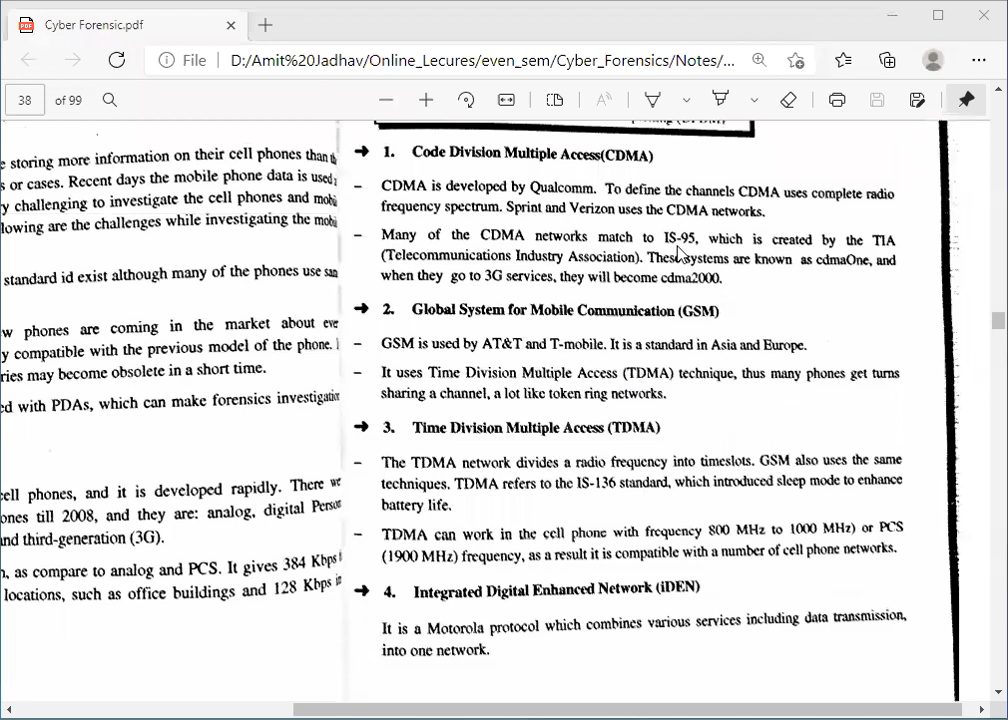 Cyber Forensic.pdf
File
D:/Amit%20Jadhav/Online_Lecures/even_sem/Cyber_Forensics/Notes/...
38 of 99
e storing more information on their cell phones than
s or cases. Recent days the mobile phone data is used
y challenging to investigate the cell phones and
lowing are the challenges while investigating the
standard id exist although many of the phones use
w phones are coming in the market about
y compatible with the previous model of the phone.
ries may become obsolete in a short time.
ed with PDAs, which can make forensics
ell phones, and it is developed rapidly. There
ones till 2008, and they are: analog, digital
nd third-generation (3G).
n, as compare to analog and PCS. It gives 384 Kbps
locations, such as office buildings and 128 Kbps
➔ 1. Code Division Multiple Access(CDMA)
– CDMA is developed by Qualcomm. To define the channels CDMA uses complete radio
frequency spectrum. Sprint and Verizon uses the CDMA networks.
– Many of the CDMA networks match to IS-95, which is created by the TIA
(Telecommunications Industry Association). These systems are known as cdmaOne, and
when they go to 3G services, they will become cdma2000.
➔ 2. Global System for Mobile Communication (GSM)
– GSM is used by AT&T and T-mobile. It is a standard in Asia and Europe.
– It uses Time Division Multiple Access (TDMA) technique, thus many phones get turns
sharing a channel, a lot like token ring networks.
➔ 3. Time Division Multiple Access (TDMA)
– The TDMA network divides a radio frequency into timeslots. GSM also uses the same
techniques. TDMA refers to the IS-136 standard, which introduced sleep mode to enhance
battery life.
– TDMA can work in the cell phone with frequency 800 MHz to 1000 MHz) or PCS
(1900 MHz) frequency, as a result it is compatible with a number of cell phone networks.
➔ 4. Integrated Digital Enhanced Network (iDEN)
It is a Motorola protocol which combines various services including data transmission,
into one network.